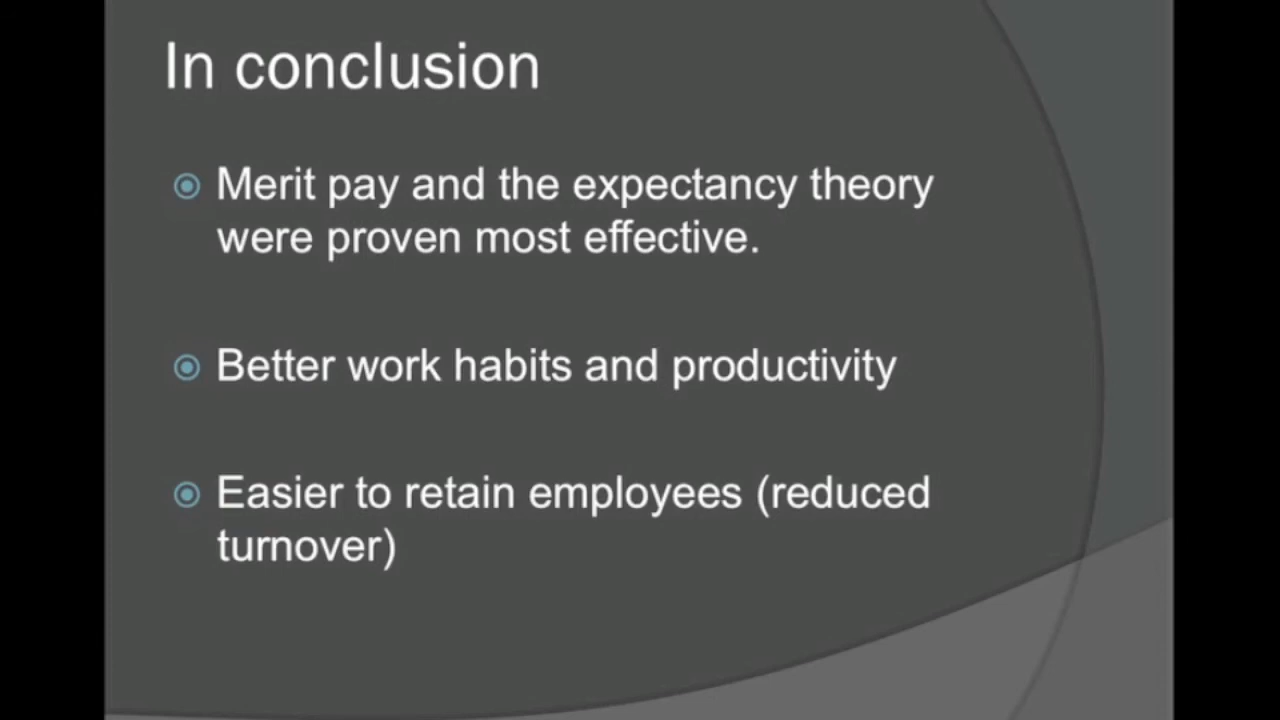 In conclusion
Merit pay and the expectancy theory
were proven most effective.
Better work habits and productivity
Easier to retain employees (reduced
turnover)